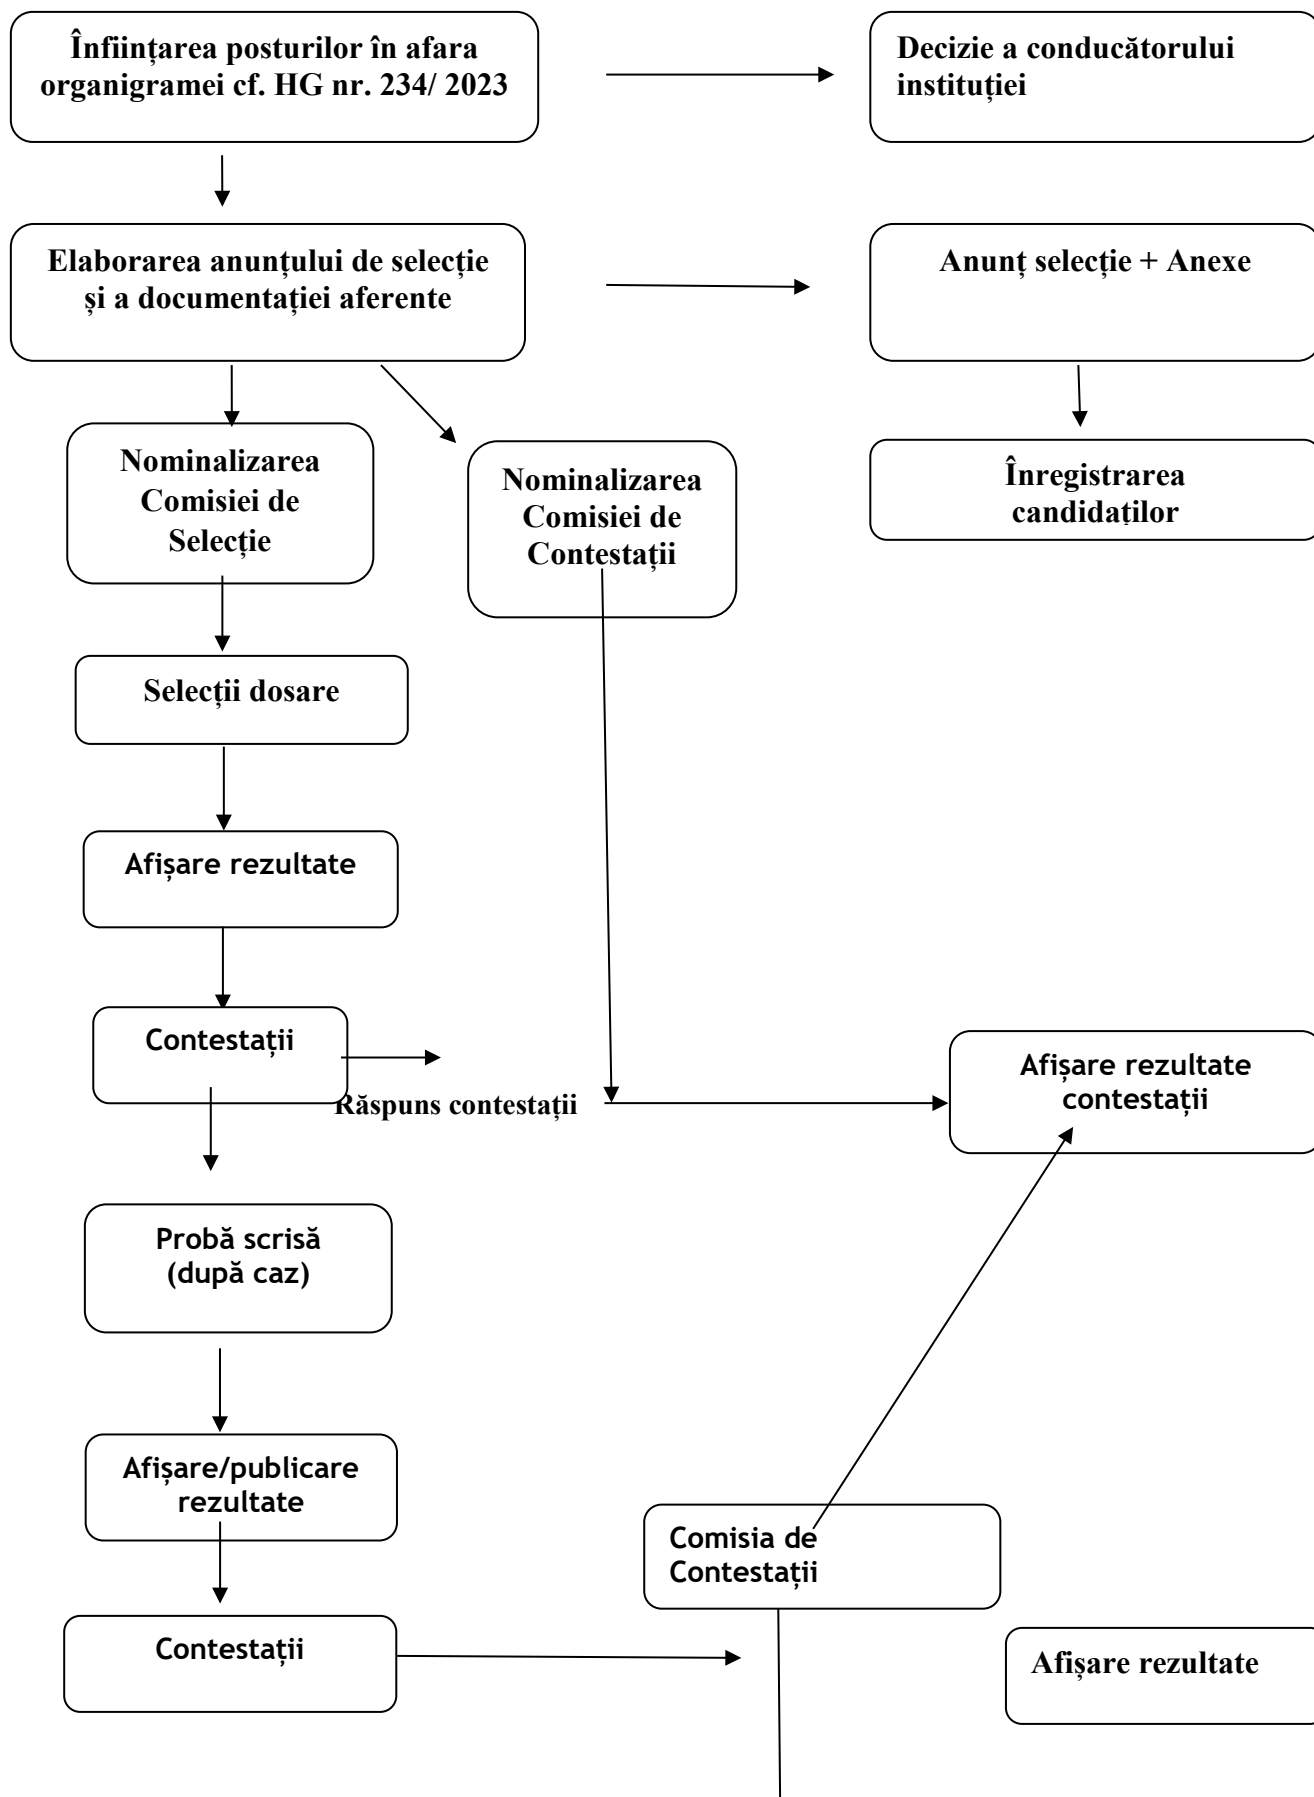 Înființarea posturilor în afara
organigramei cf. HG nr. 234/ 2023
Decizie a conducătorului
instituției
Elaborarea anunțului de selecție
și a documentației aferente
Anunț selecție + Anexe
Nominalizarea
Comisiei de
Selecție
Nominalizarea
Comisiei de
Contestații
Înregistrarea
candidaților
Selecții dosare
Afișare rezultate
Contestații
Răspuns contestații
Afișare rezultate
contestații
Probă scrisă
(după caz)
Afișare/publicare
rezultate
Comisia de
Contestații
Contestații
Afișare rezultate